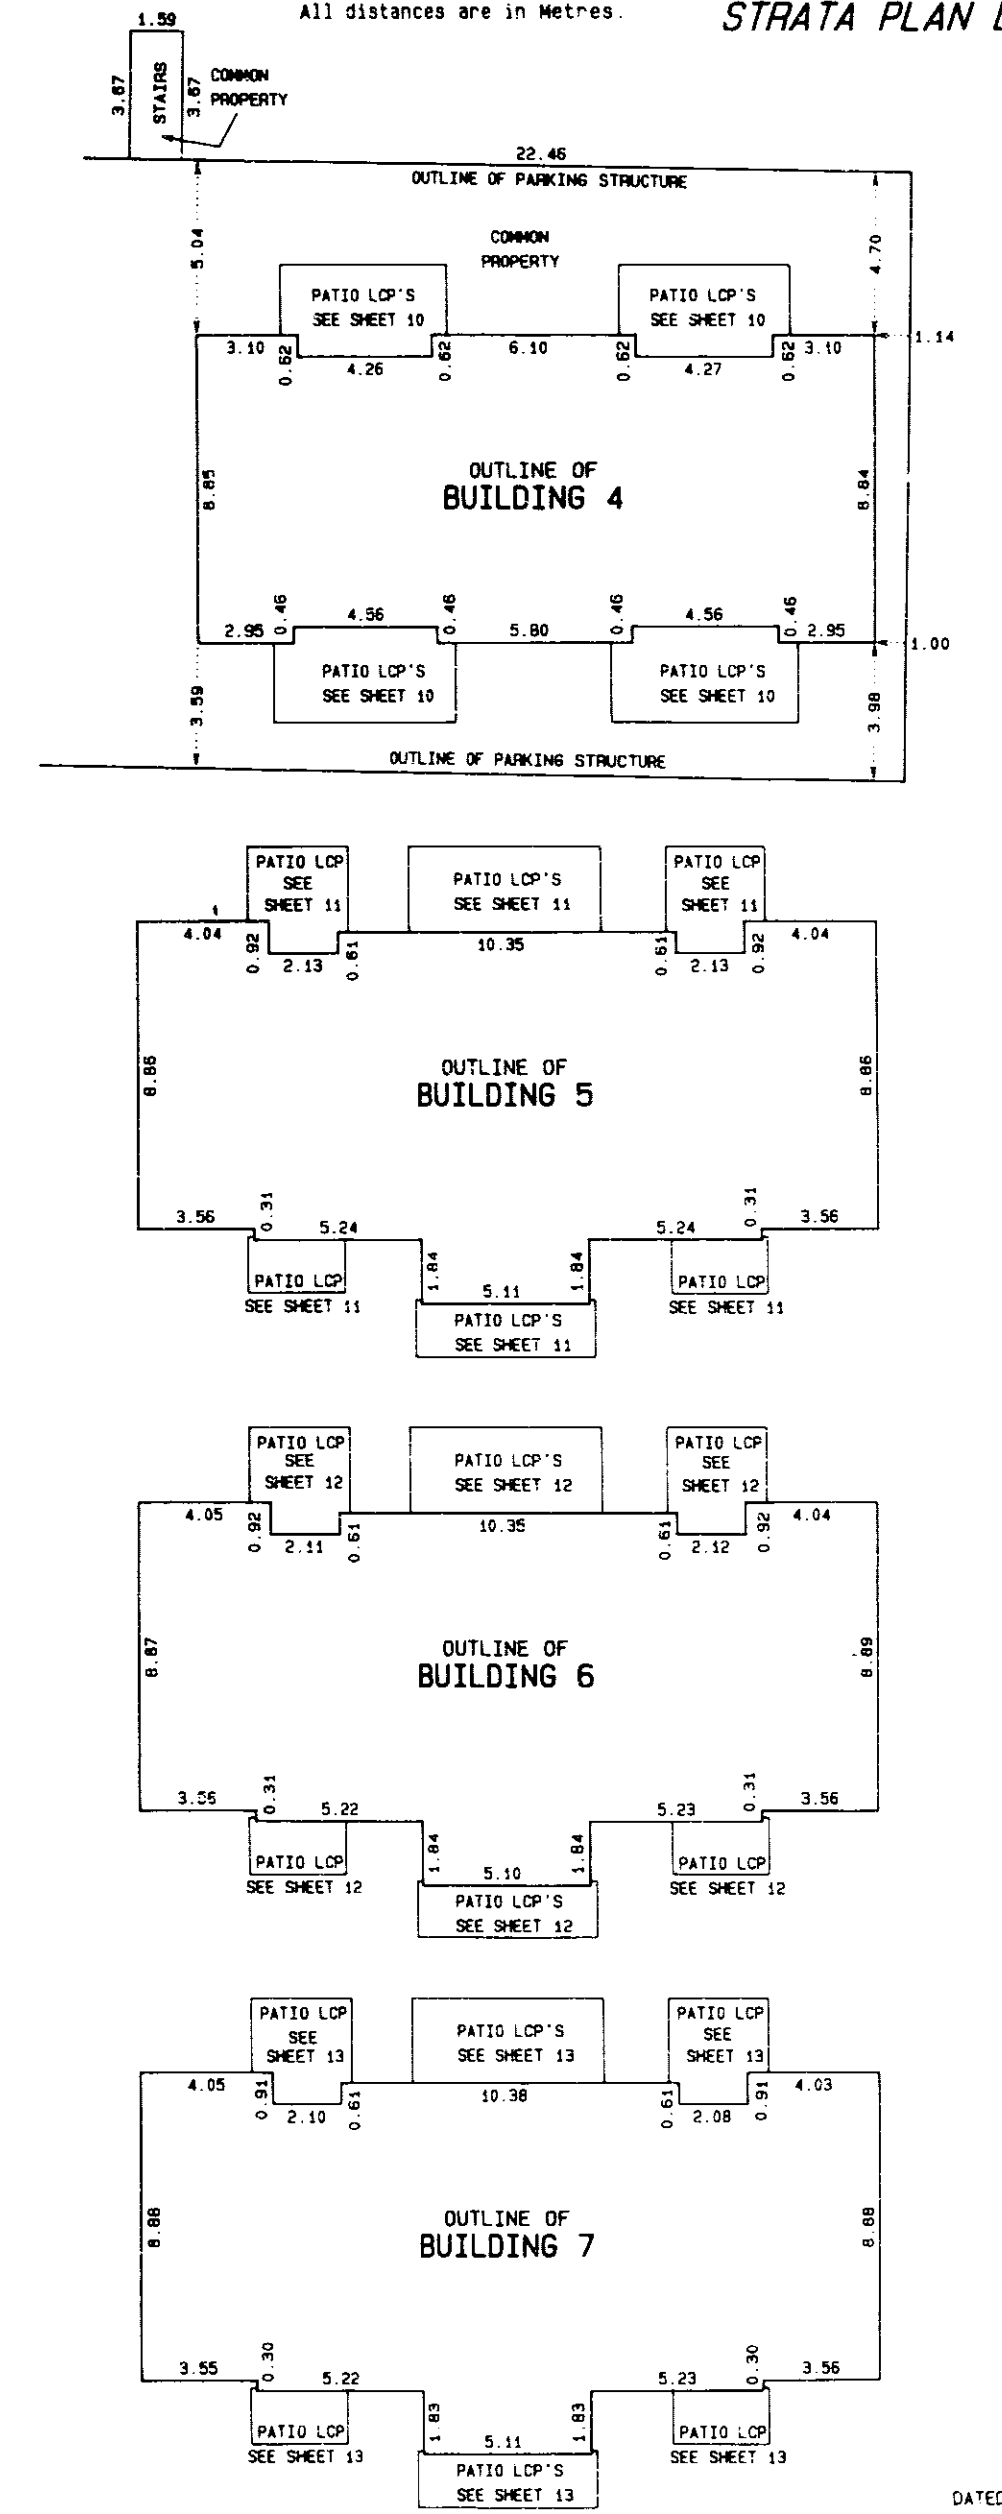 All distances are in Metres.
STRATA PLAN
1.59
3.67
STAIRS
3.67
COMMON
PROPERTY
22.46
OUTLINE OF PARKING STRUCTURE
5.04
COMMON
PROPERTY
4.70
PATIO LCP'S
SEE SHEET 10
PATIO LCP'S
SEE SHEET 10
3.10
0.62
4.26
0.62
6.10
0.62
4.27
0.62
3.10
1.14
8.85
OUTLINE OF
BUILDING 4
8.84
2.95
0.46
4.56
0.46
5.80
0.46
4.56
0.46
2.95
1.00
3.59
PATIO LCP'S
SEE SHEET 10
PATIO LCP'S
SEE SHEET 10
3.98
OUTLINE OF PARKING STRUCTURE
PATIO LCP
SEE
SHEET 11
PATIO LCP'S
SEE SHEET 11
PATIO LCP
SEE
SHEET 11
4.04
0.92
2.13
0.61
10.35
0.61
2.13
0.92
4.04
8.86
OUTLINE OF
BUILDING 5
8.86
3.56
0.31
5.24
1.84
5.11
1.84
5.24
0.31
3.56
PATIO LCP
SEE SHEET 11
PATIO LCP'S
SEE SHEET 11
PATIO LCP
SEE SHEET 11
PATIO LCP
SEE
SHEET 12
PATIO LCP'S
SEE SHEET 12
PATIO LCP
SEE
SHEET 12
4.05
0.92
2.11
0.61
10.35
0.61
2.12
0.92
4.04
8.87
OUTLINE OF
BUILDING 6
8.89
3.56
0.31
5.22
1.84
5.10
1.84
5.23
0.31
3.56
PATIO LCP
SEE SHEET 12
PATIO LCP'S
SEE SHEET 12
PATIO LCP
SEE SHEET 12
PATIO LCP
SEE
SHEET 13
PATIO LCP'S
SEE SHEET 13
PATIO LCP
SEE
SHEET 13
4.05
0.91
2.10
0.61
10.38
0.61
2.08
0.91
4.03
8.88
OUTLINE OF
BUILDING 7
8.88
3.55
0.30
5.22
1.83
5.11
1.83
5.23
0.30
3.56
PATIO LCP
SEE SHEET 13
PATIO LCP'S
SEE SHEET 13
PATIO LCP
SEE SHEET 13
DATED